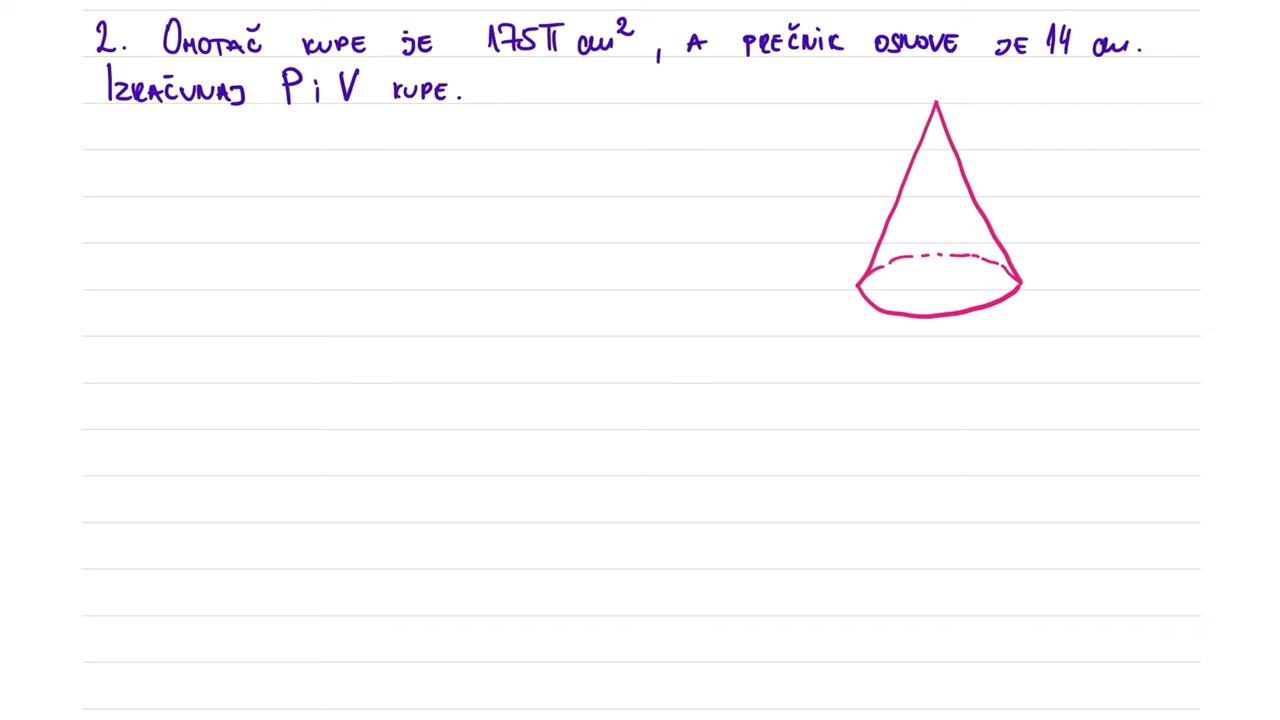 2. Omotač kupe je 175π cm², a prečnik osnove je 14 cm.
Izračunaj P i V kupe.